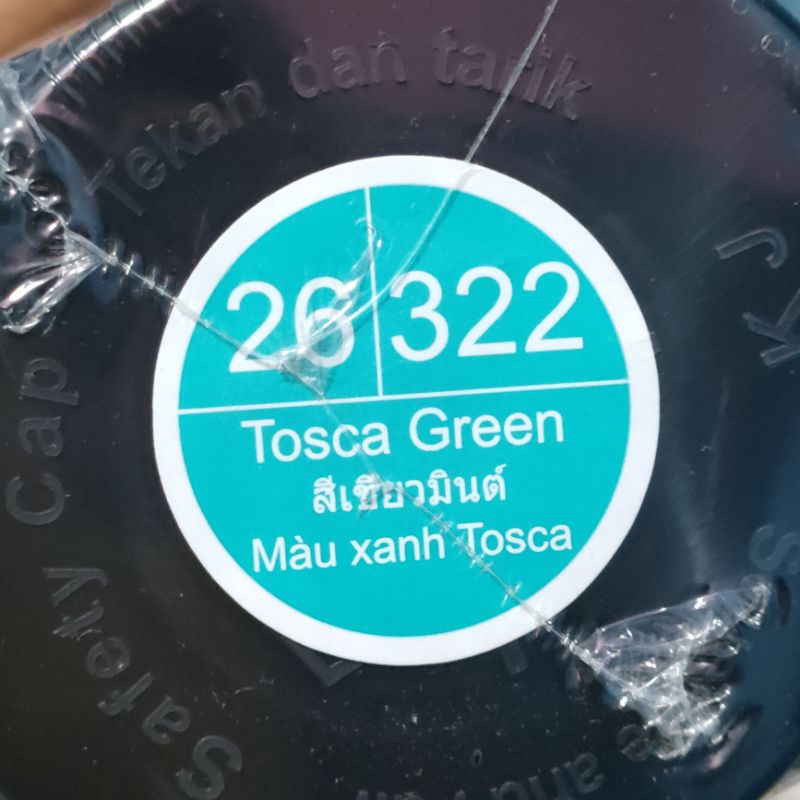 Tekan dan tarik
26 322
Tosca Green
สีเขียวมินต์
Màu xanh Tosca
Safety Cap